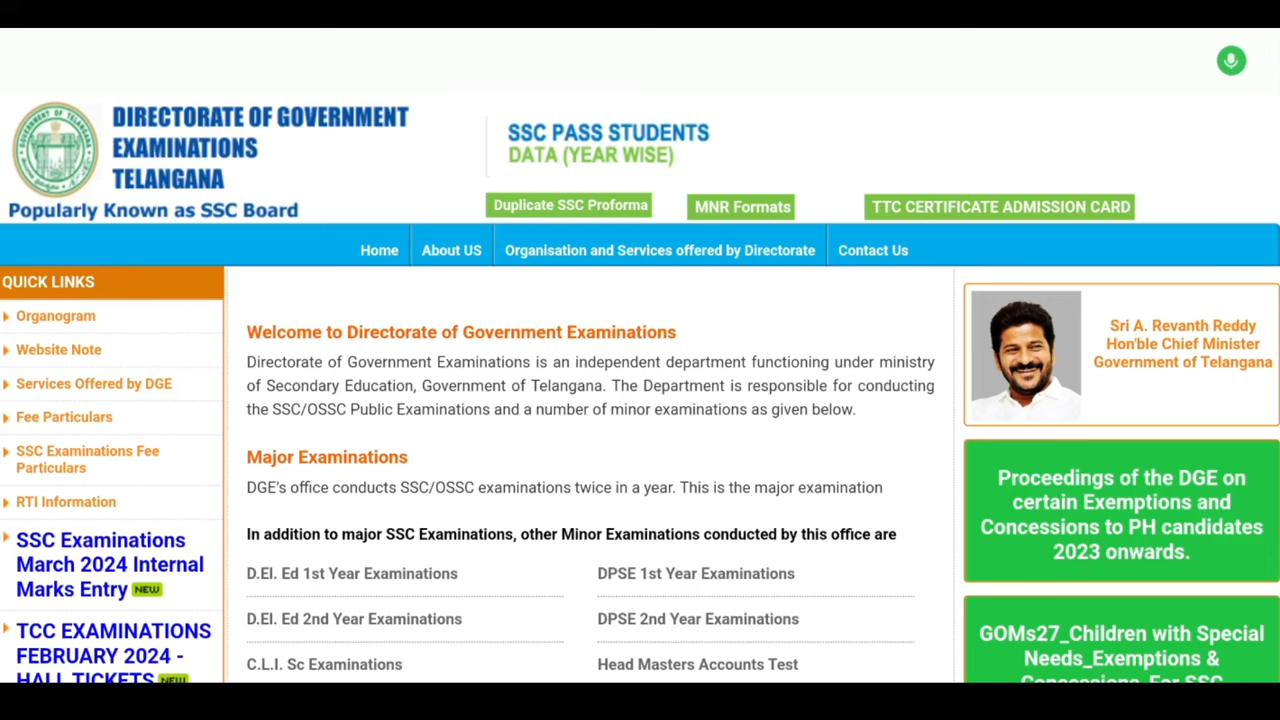 DIRECTORATE OF GOVERNMENT
EXAMINATIONS
TELANGANA
Popularly Known as SSC Board
SSC PASS STUDENTS
DATA (YEAR WISE)
Duplicate SSC Proforma
MNR Formats
TTC CERTIFICATE ADMISSION CARD
Home
About US
Organisation and Services offered by Directorate
Contact Us
QUICK LINKS
Organogram
Website Note
Services Offered by DGE
Fee Particulars
SSC Examinations Fee
Particulars
RTI Information
SSC Examinations
March 2024 Internal
Marks Entry NEW
TCC EXAMINATIONS
FEBRUARY 2024 -
HALL TICKETS NEW
Welcome to Directorate of Government Examinations
Directorate of Government Examinations is an independent department functioning under ministry
of Secondary Education, Government of Telangana. The Department is responsible for conducting
the SSC/OSSC Public Examinations and a number of minor examinations as given below.
Major Examinations
DGE's office conducts SSC/OSSC examinations twice in a year. This is the major examination
In addition to major SSC Examinations, other Minor Examinations conducted by this office are
D.El. Ed 1st Year Examinations
DPSE 1st Year Examinations
D.El. Ed 2nd Year Examinations
DPSE 2nd Year Examinations
C.L.I. Sc Examinations
Head Masters Accounts Test
Sri A. Revanth Reddy
Hon'ble Chief Minister
Government of Telangana
Proceedings of the DGE on
certain Exemptions and
Concessions to PH candidates
2023 onwards.
GOMs27_Children with Special
Needs_Exemptions &
Concessions_For SSC